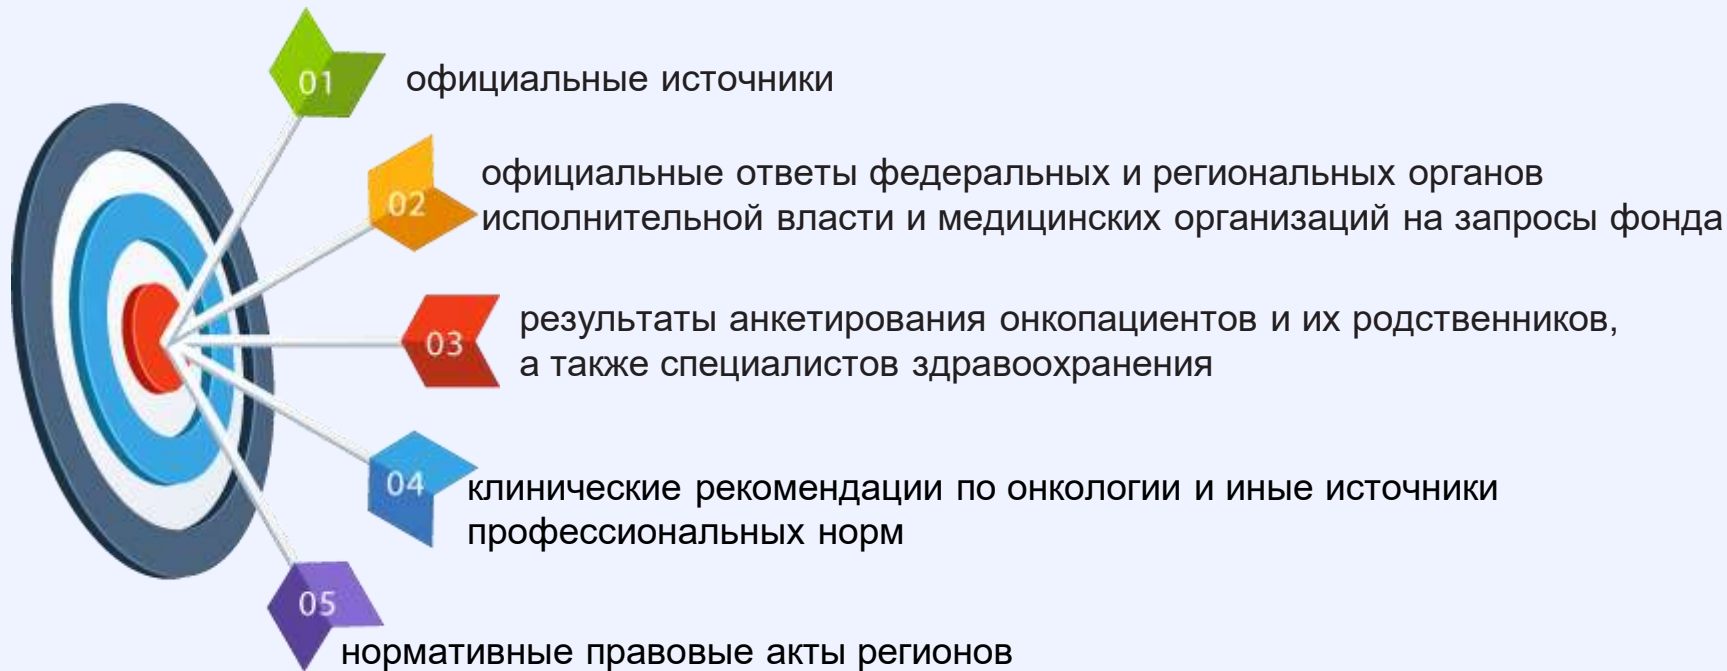 01
официальные источники
02
официальные ответы федеральных и региональных органов
исполнительной власти и медицинских организаций на запросы фонда
03
результаты анкетирования онкопациентов и их родственников,
а также специалистов здравоохранения
04
клинические рекомендации по онкологии и иные источники
профессиональных норм
05
нормативные правовые акты регионов